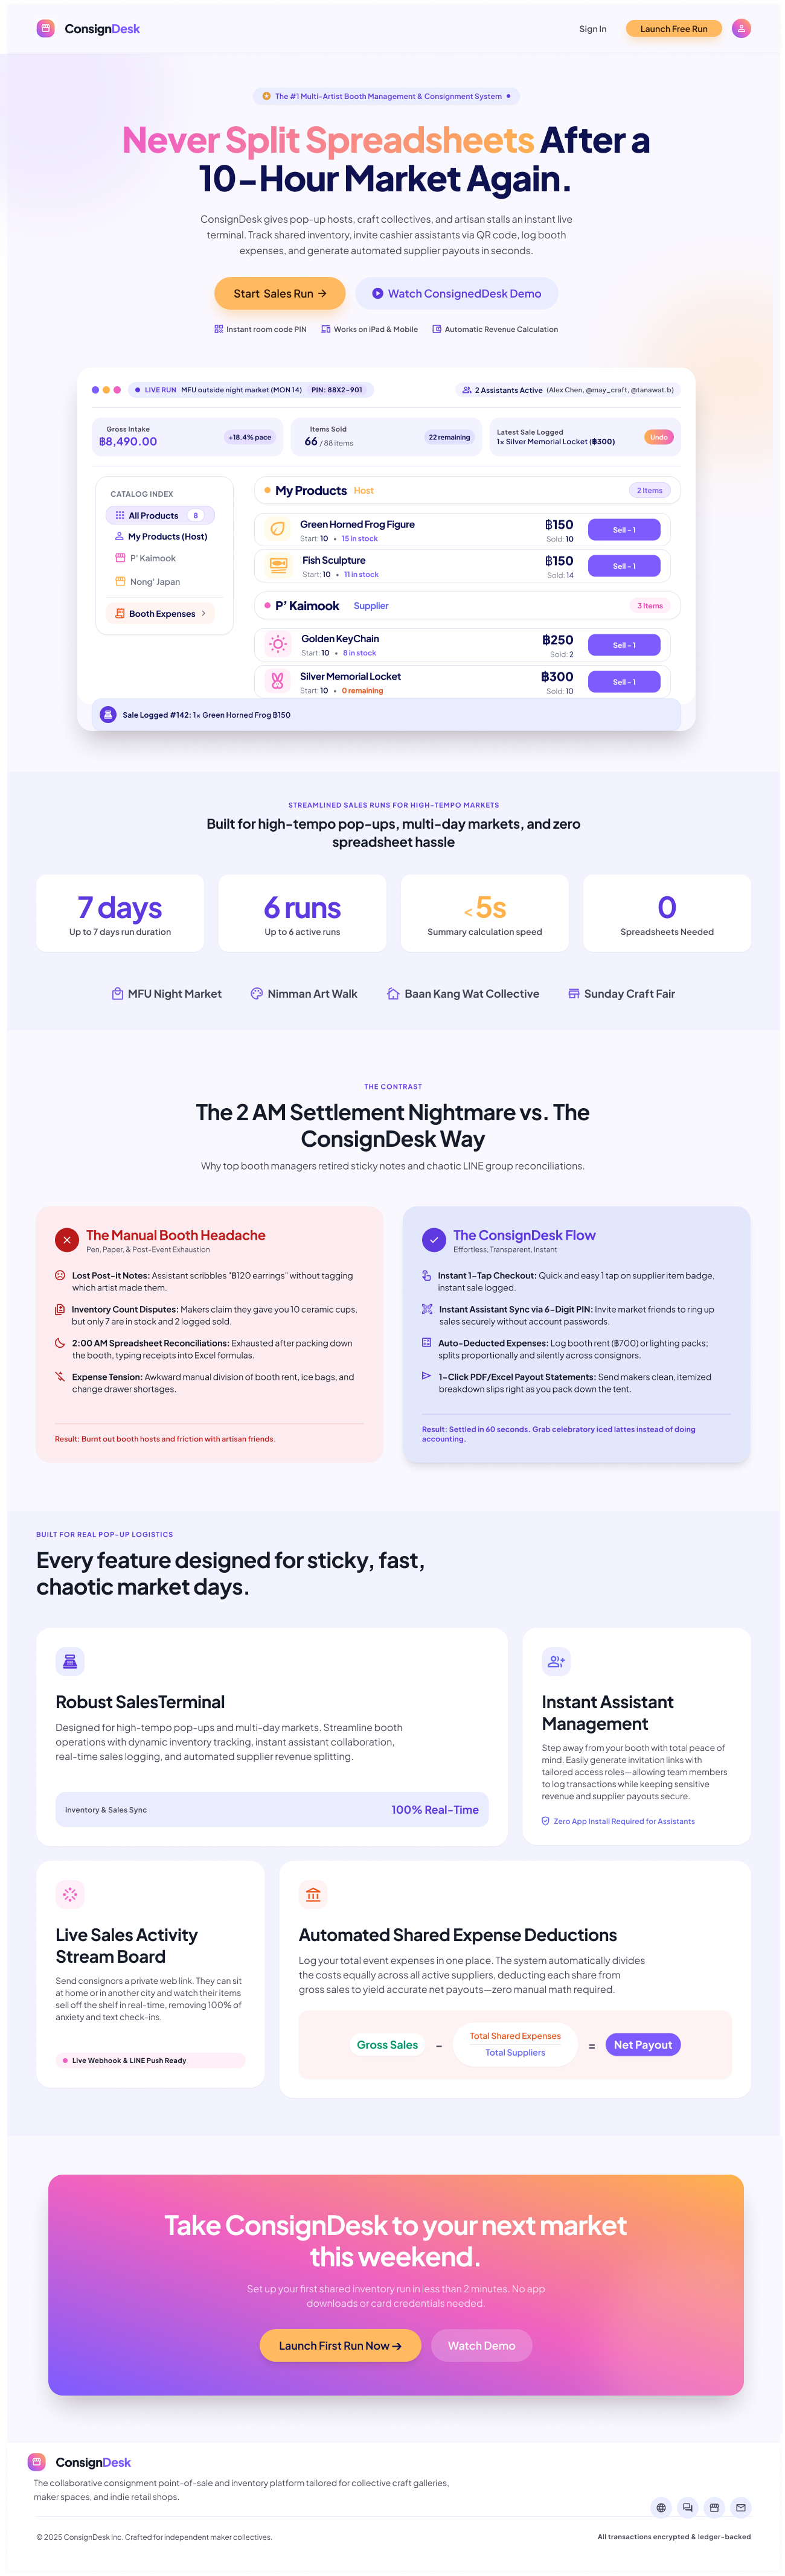 ConsignDesk
Sign In
Launch Free Run
The #1 Multi-Artist Booth Management & Consignment System
Never Split Spreadsheets After a
10-Hour Market Again.
ConsignDesk gives pop-up hosts, craft collectives, and artisan stalls an instant live
terminal. Track shared inventory, invite cashier assistants via QR code, log booth
expenses, and generate automated supplier payouts in seconds.
Start Sales Run →
Watch ConsignedDesk Demo
Instant room code PIN
Works on iPad & Mobile
Automatic Revenue Calculation
LIVE RUN MFU outside night market (MON 14) PIN: 88X2-901
2 Assistants Active (Alex Chen, @may_craft, @tanawat.b)
Gross Intake
฿8,490.00
+18.4% pace
Items Sold
66 / 88 items
22 remaining
Latest Sale Logged
1x Silver Memorial Locket (฿300)
Undo
CATALOG INDEX
All Products 8
My Products (Host)
P' Kaimook
Nong' Japan
Booth Expenses
My Products Host
2 Items
Green Horned Frog Figure
Start: 10 • 15 in stock
฿150
Sold: 10
Sell - 1
Fish Sculpture
Start: 10 • 11 in stock
฿150
Sold: 14
Sell - 1
P' Kaimook Supplier
3 Items
Golden KeyChain
Start: 10 • 8 in stock
฿250
Sold: 2
Sell - 1
Silver Memorial Locket
Start: 10 • 0 remaining
฿300
Sold: 10
Sell - 1
Sale Logged #142: 1x Green Horned Frog ฿150
STREAMLINED SALES RUNS FOR HIGH-TEMPO MARKETS
Built for high-tempo pop-ups, multi-day markets, and zero
spreadsheet hassle
7 days
Up to 7 days run duration
6 runs
Up to 6 active runs
<5s
Summary calculation speed
0
Spreadsheets Needed
MFU Night Market
Nimman Art Walk
Baan Kang Wat Collective
Sunday Craft Fair
THE CONTRAST
The 2 AM Settlement Nightmare vs. The
ConsignDesk Way
Why top booth managers retired sticky notes and chaotic LINE group reconciliations.
The Manual Booth Headache
Pen, Paper, & Post-Event Exhaustion
Lost Post-it Notes: Assistant scribbles "฿120 earrings" without tagging
which artist made them.
Inventory Count Disputes: Makers claim they gave you 10 ceramic cups,
but only 7 are in stock and 2 logged sold.
2:00 AM Spreadsheet Reconciliations: Exhausted after packing down
the booth, typing receipts into Excel formulas.
Expense Tension: Awkward manual division of booth rent, ice bags, and
change drawer shortages.
Result: Burnt out booth hosts and friction with artisan friends.
The ConsignDesk Flow
Effortless, Transparent, Instant
Instant 1-Tap Checkout: Quick and easy 1 tap on supplier item badge,
instant sale logged.
Instant Assistant Sync via 6-Digit PIN: Invite market friends to ring up
sales securely without account passwords.
Auto-Deducted Expenses: Log booth rent (฿700) or lighting packs;
splits proportionally and silently across consignors.
1-Click PDF/Excel Payout Statements: Send makers clean, itemized
breakdown slips right as you pack down the tent.
Result: Settled in 60 seconds. Grab celebratory iced lattes instead of doing
accounting.
BUILT FOR REAL POP-UP LOGISTICS
Every feature designed for sticky, fast,
chaotic market days.
Robust SalesTerminal
Designed for high-tempo pop-ups and multi-day markets. Streamline booth
operations with dynamic inventory tracking, instant assistant collaboration,
real-time sales logging, and automated supplier revenue splitting.
Inventory & Sales Sync
100% Real-Time
Instant Assistant
Management
Step away from your booth with total peace of
mind. Easily generate invitation links with
tailored access roles—allowing team members
to log transactions while keeping sensitive
revenue and supplier payouts secure.
Zero App Install Required for Assistants
Live Sales Activity
Stream Board
Send consignors a private web link. They can sit
at home or in another city and watch their items
sell off the shelf in real-time, removing 100% of
anxiety and text check-ins.
Live Webhook & LINE Push Ready
Automated Shared Expense Deductions
Log your total event expenses in one place. The system automatically divides
the costs equally across all active suppliers, deducting each share from
gross sales to yield accurate net payouts—zero manual math required.
Gross Sales
–
Total Shared Expenses
Total Suppliers
=
Net Payout
Take ConsignDesk to your next market
this weekend.
Set up your first shared inventory run in less than 2 minutes. No app
downloads or card credentials needed.
Launch First Run Now →
Watch Demo
ConsignDesk
The collaborative consignment point-of-sale and inventory platform tailored for collective craft galleries,
maker spaces, and indie retail shops.
© 2025 ConsignDesk Inc. Crafted for independent maker collectives.
All transactions encrypted & ledger-backed